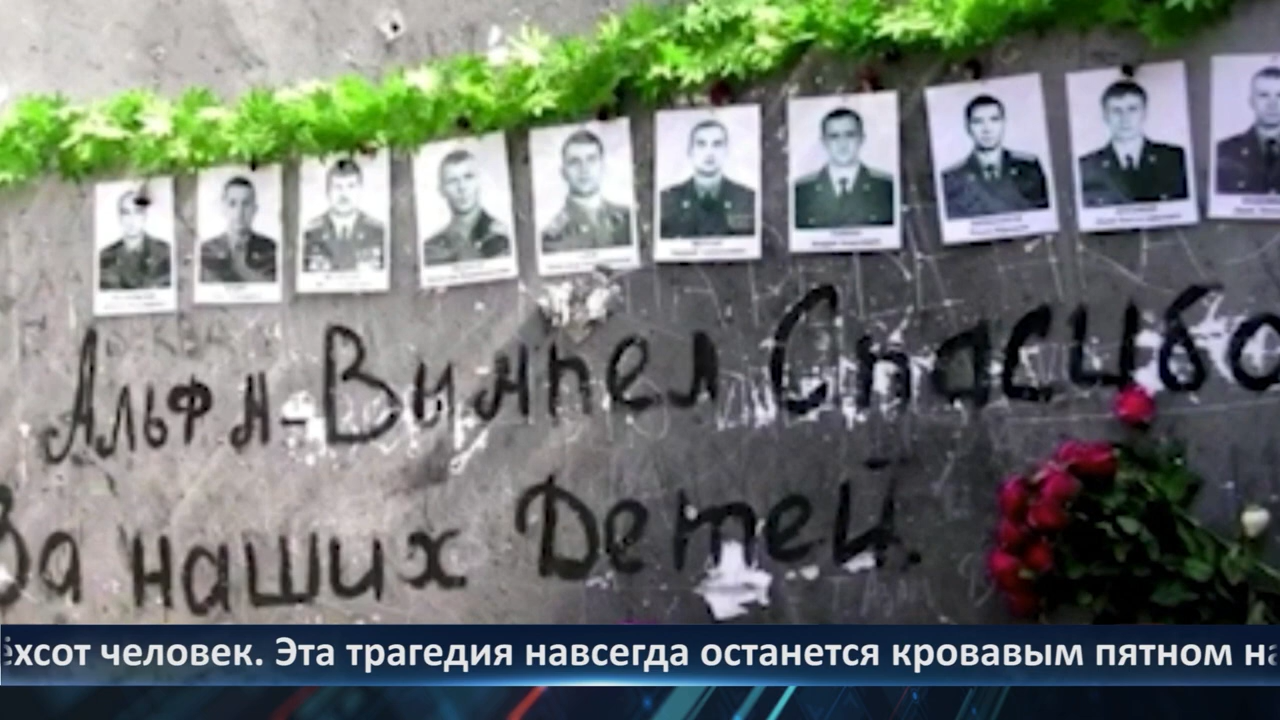 Альфа-Вымпел Спасибо
За наших Детей.
ёхсот человек. Эта трагедия навсегда останется кровавым пятном на